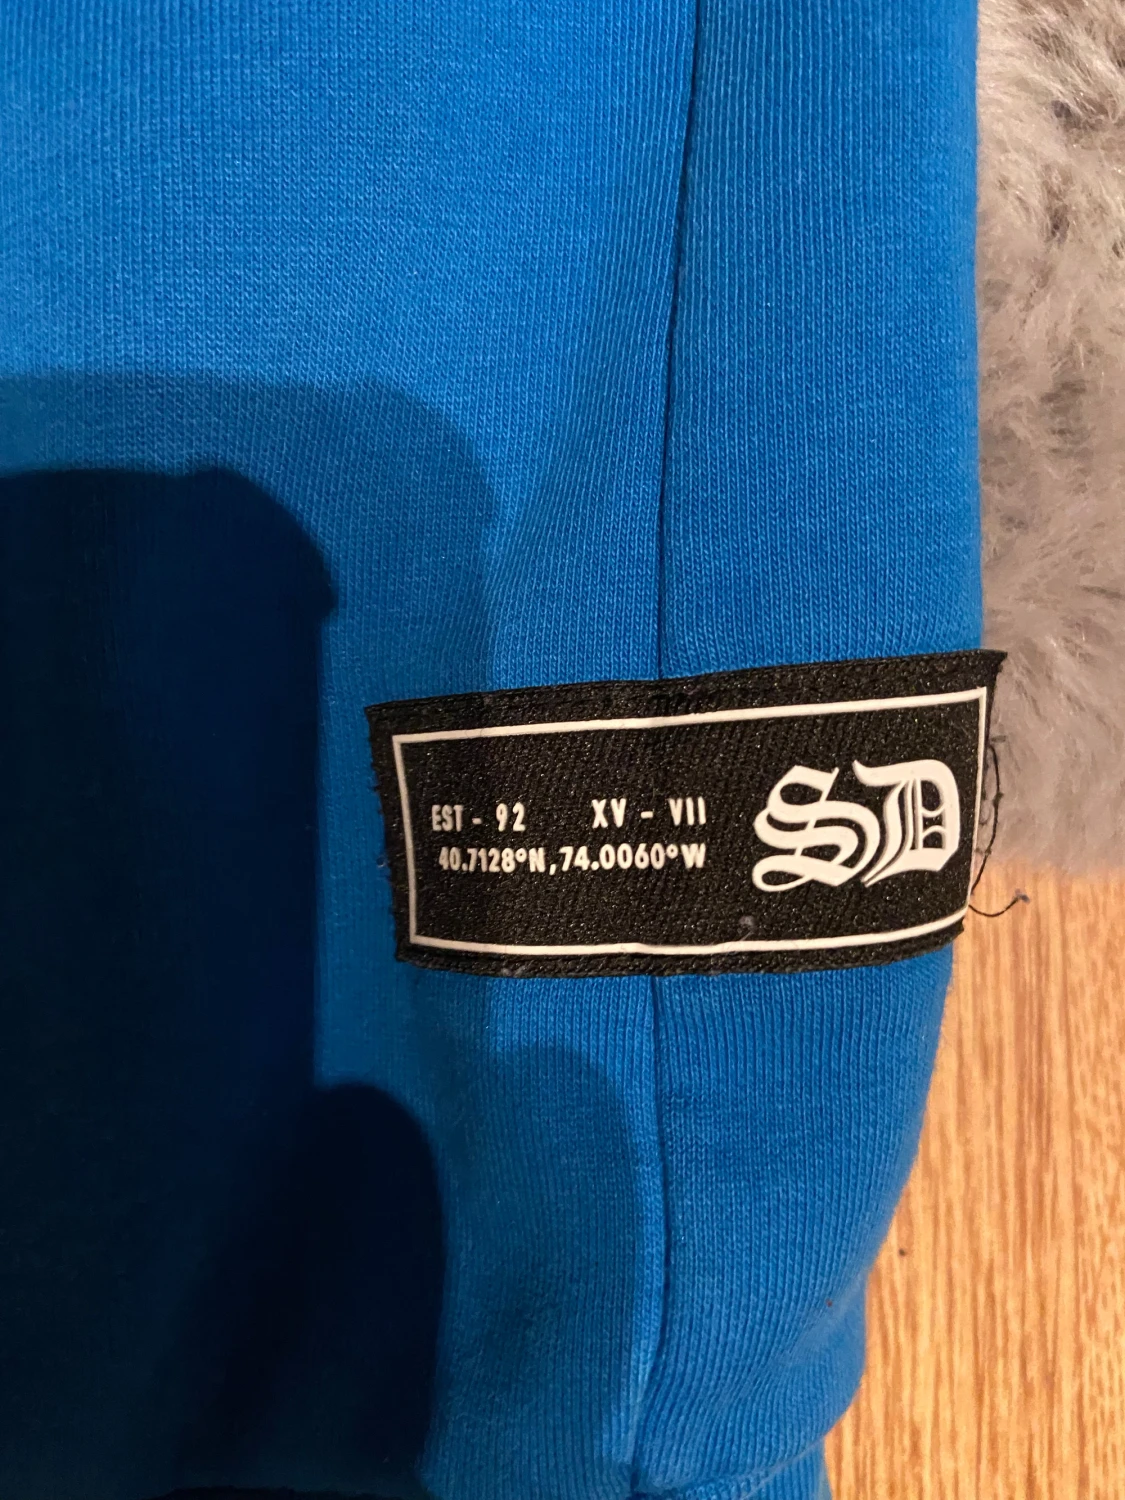 EST - 92 XV - VII
40.7128°N, 74.0060°W
SD